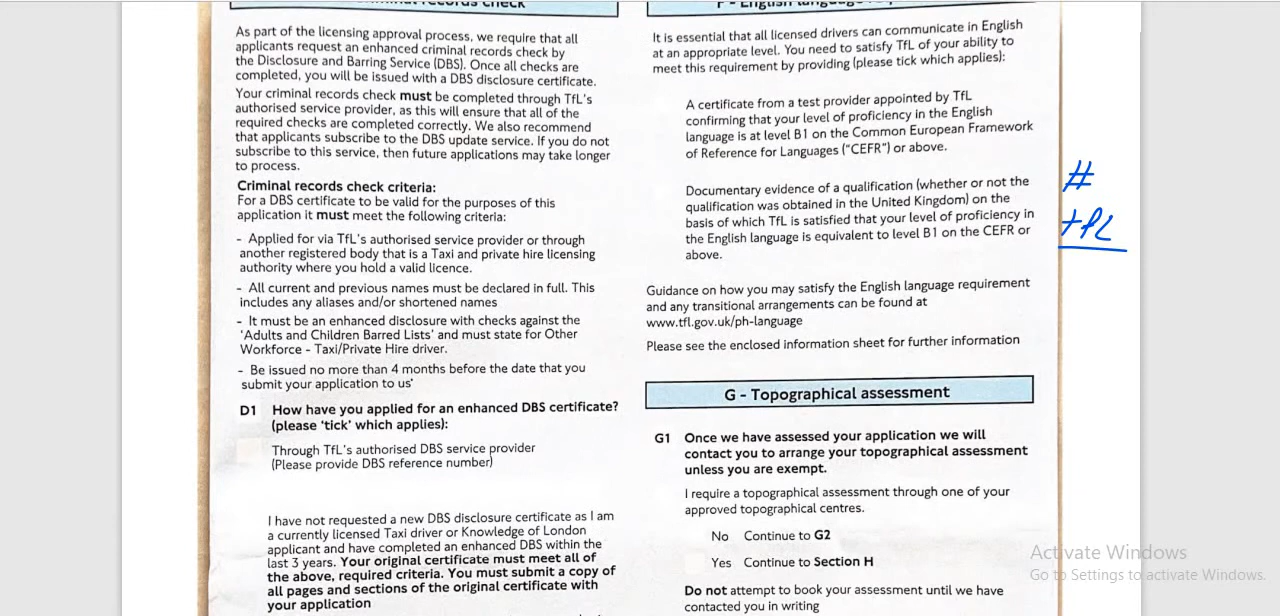 As part of the licensing approval process, we require that all
applicants request an enhanced criminal records check by
the Disclosure and Barring Service (DBS). Once all checks are
completed, you will be issued with a DBS disclosure certificate.
Your criminal records check must be completed through TfL's
authorised service provider, as this will ensure that all of the
required checks are completed correctly. We also recommend
that applicants subscribe to the DBS update service. If you do not
subscribe to this service, then future applications may take longer
to process.
Criminal records check criteria:
For a DBS certificate to be valid for the purposes of this
application it must meet the following criteria:
- Applied for via TfL's authorised service provider or through
another registered body that is a Taxi and private hire licensing
authority where you hold a valid licence.
- All current and previous names must be declared in full. This
includes any aliases and/or shortened names
- It must be an enhanced disclosure with checks against the
'Adults and Children Barred Lists' and must state for Other
Workforce - Taxi/Private Hire driver.
- Be issued no more than 4 months before the date that you
submit your application to us'
D1 How have you applied for an enhanced DBS certificate?
(please 'tick' which applies):
Through TfL's authorised DBS service provider
(Please provide DBS reference number)
I have not requested a new DBS disclosure certificate as I am
a currently licensed Taxi driver or Knowledge of London
applicant and have completed an enhanced DBS within the
last 3 years. Your original certificate must meet all of
the above, required criteria. You must submit a copy of
all pages and sections of the original certificate with
your application
It is essential that all licensed drivers can communicate in English
at an appropriate level. You need to satisfy TfL of your ability to
meet this requirement by providing (please tick which applies):
A certificate from a test provider appointed by TfL
confirming that your level of proficiency in the English
language is at level B1 on the Common European Framework
of Reference for Languages ("CEFR") or above.
Documentary evidence of a qualification (whether or not the
qualification was obtained in the United Kingdom) on the
basis of which TfL is satisfied that your level of proficiency in
the English language is equivalent to level B1 on the CEFR or
above.
Guidance on how you may satisfy the English language requirement
and any transitional arrangements can be found at
www.tfl.gov.uk/ph-language
Please see the enclosed information sheet for further information
G - Topographical assessment
G1 Once we have assessed your application we will
contact you to arrange your topographical assessment
unless you are exempt.
I require a topographical assessment through one of your
approved topographical centres.
No Continue to G2
Yes Continue to Section H
Do not attempt to book your assessment until we have
contacted you in writing
#
Activate Windows
Go to Settings to activate Windows.